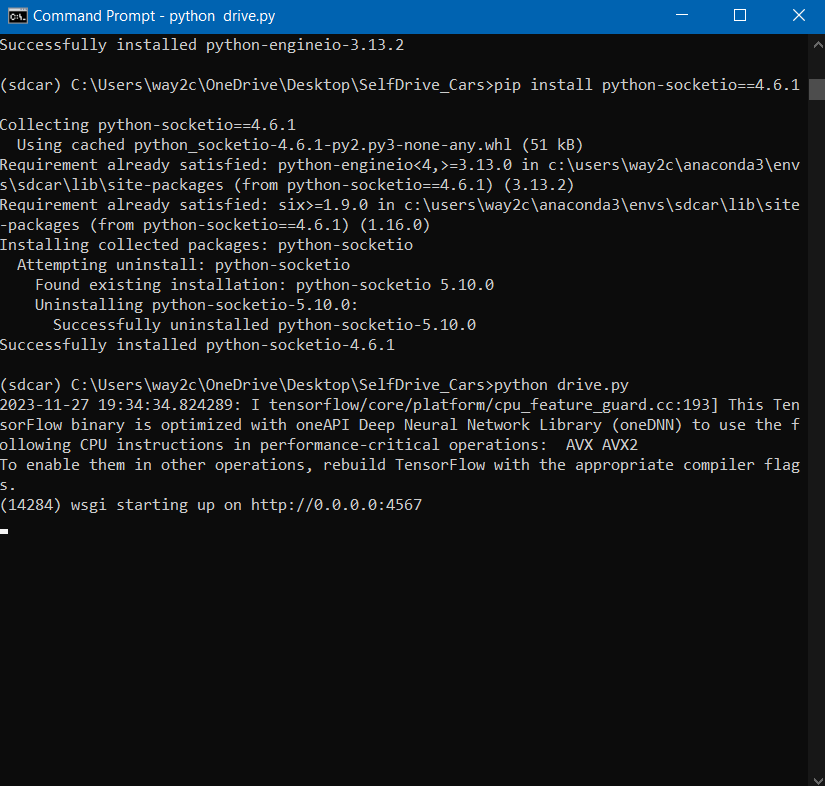 Command Prompt - python  drive.py
Successfully installed python-engineio-3.13.2
(sdcar) C:\Users\way2c\OneDrive\Desktop\SelfDrive_Cars>pip install python-socketio==4.6.1
Collecting python-socketio==4.6.1
  Using cached python_socketio-4.6.1-py2.py3-none-any.whl (51 kB)
Requirement already satisfied: python-engineio<4,>=3.13.0 in c:\users\way2c\anaconda3\env
s\sdcar\lib\site-packages (from python-socketio==4.6.1) (3.13.2)
Requirement already satisfied: six>=1.9.0 in c:\users\way2c\anaconda3\envs\sdcar\lib\site
-packages (from python-socketio==4.6.1) (1.16.0)
Installing collected packages: python-socketio
  Attempting uninstall: python-socketio
    Found existing installation: python-socketio 5.10.0
    Uninstalling python-socketio-5.10.0:
      Successfully uninstalled python-socketio-5.10.0
Successfully installed python-socketio-4.6.1
(sdcar) C:\Users\way2c\OneDrive\Desktop\SelfDrive_Cars>python drive.py
2023-11-27 19:34:34.824289: I tensorflow/core/platform/cpu_feature_guard.cc:193] This Ten
sorFlow binary is optimized with oneAPI Deep Neural Network Library (oneDNN) to use the f
ollowing CPU instructions in performance-critical operations:  AVX AVX2
To enable them in other operations, rebuild TensorFlow with the appropriate compiler flag
s.
(14284) wsgi starting up on http://0.0.0.0:4567